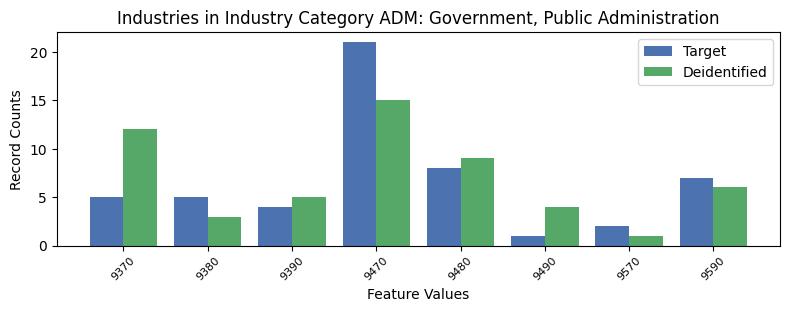 Industries in Industry Category ADM: Government, Public Administration
Target
Deidentified
Record Counts
20
15
10
5
0
9370 9380 9390 9470 9480 9490 9570 9590
Feature Values